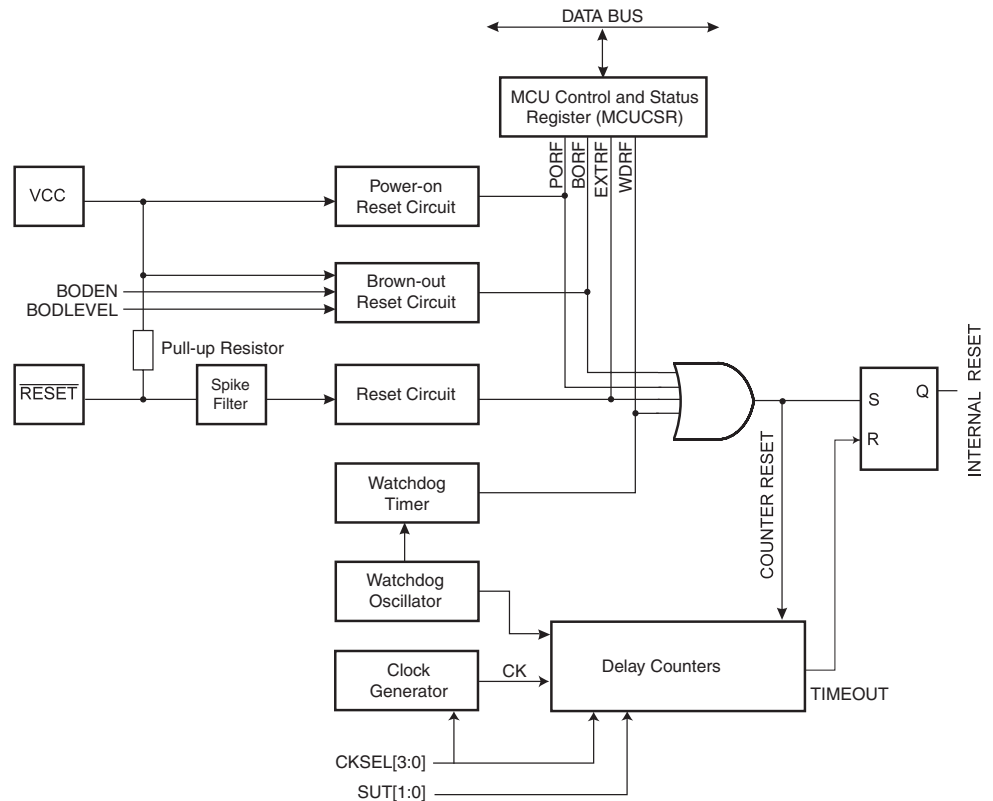 DATA BUS
MCU Control and Status
Register (MCUCSR)
PORF
BORF
EXTRF
WDRF
VCC
Power-on
Reset Circuit
BODEN
BODLEVEL
Brown-out
Reset Circuit
Pull-up Resistor
RESET
Spike
Filter
Reset Circuit
S
Q
R
INTERNAL RESET
COUNTER RESET
Watchdog
Timer
Watchdog
Oscillator
Clock
Generator
CK
Delay Counters
TIMEOUT
CKSEL[3:0]
SUT[1:0]